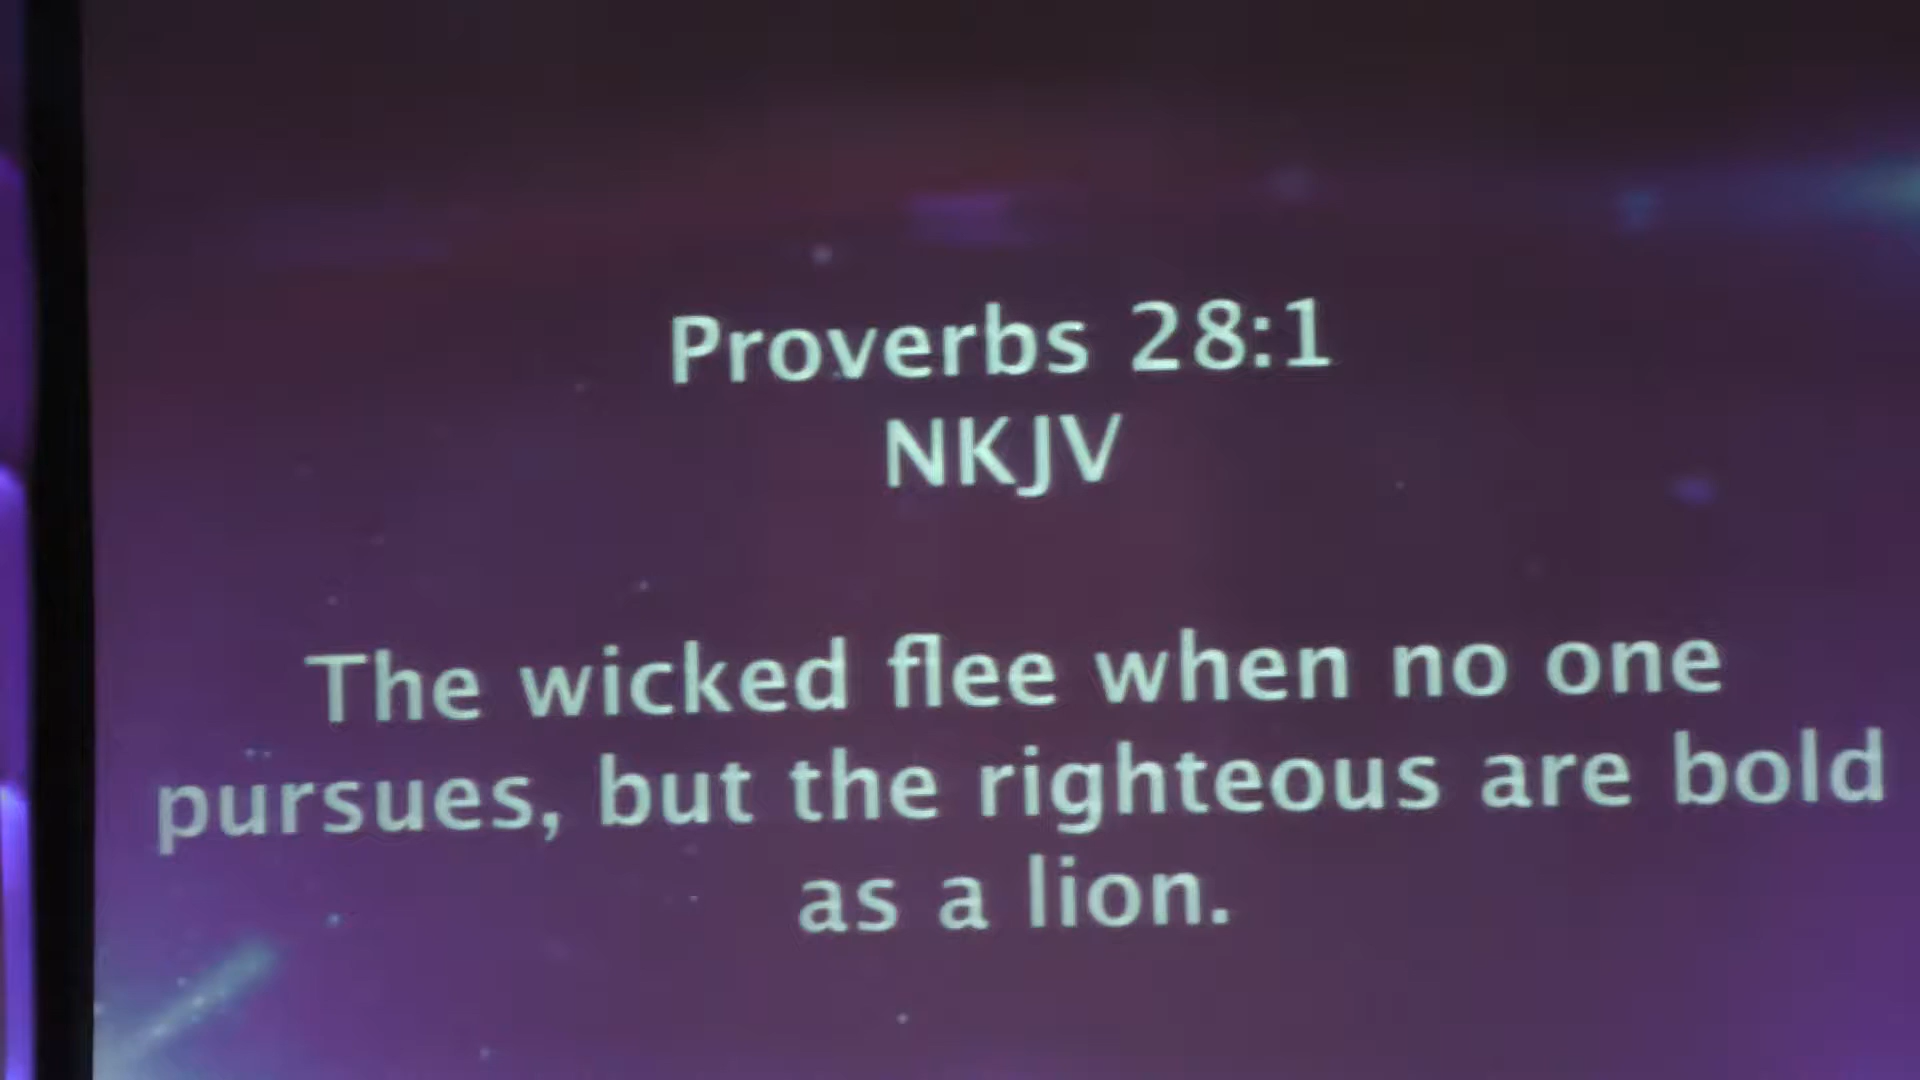 Proverbs 28:1
NKJV
The wicked flee when no one
pursues, but the righteous are bold
as a lion.